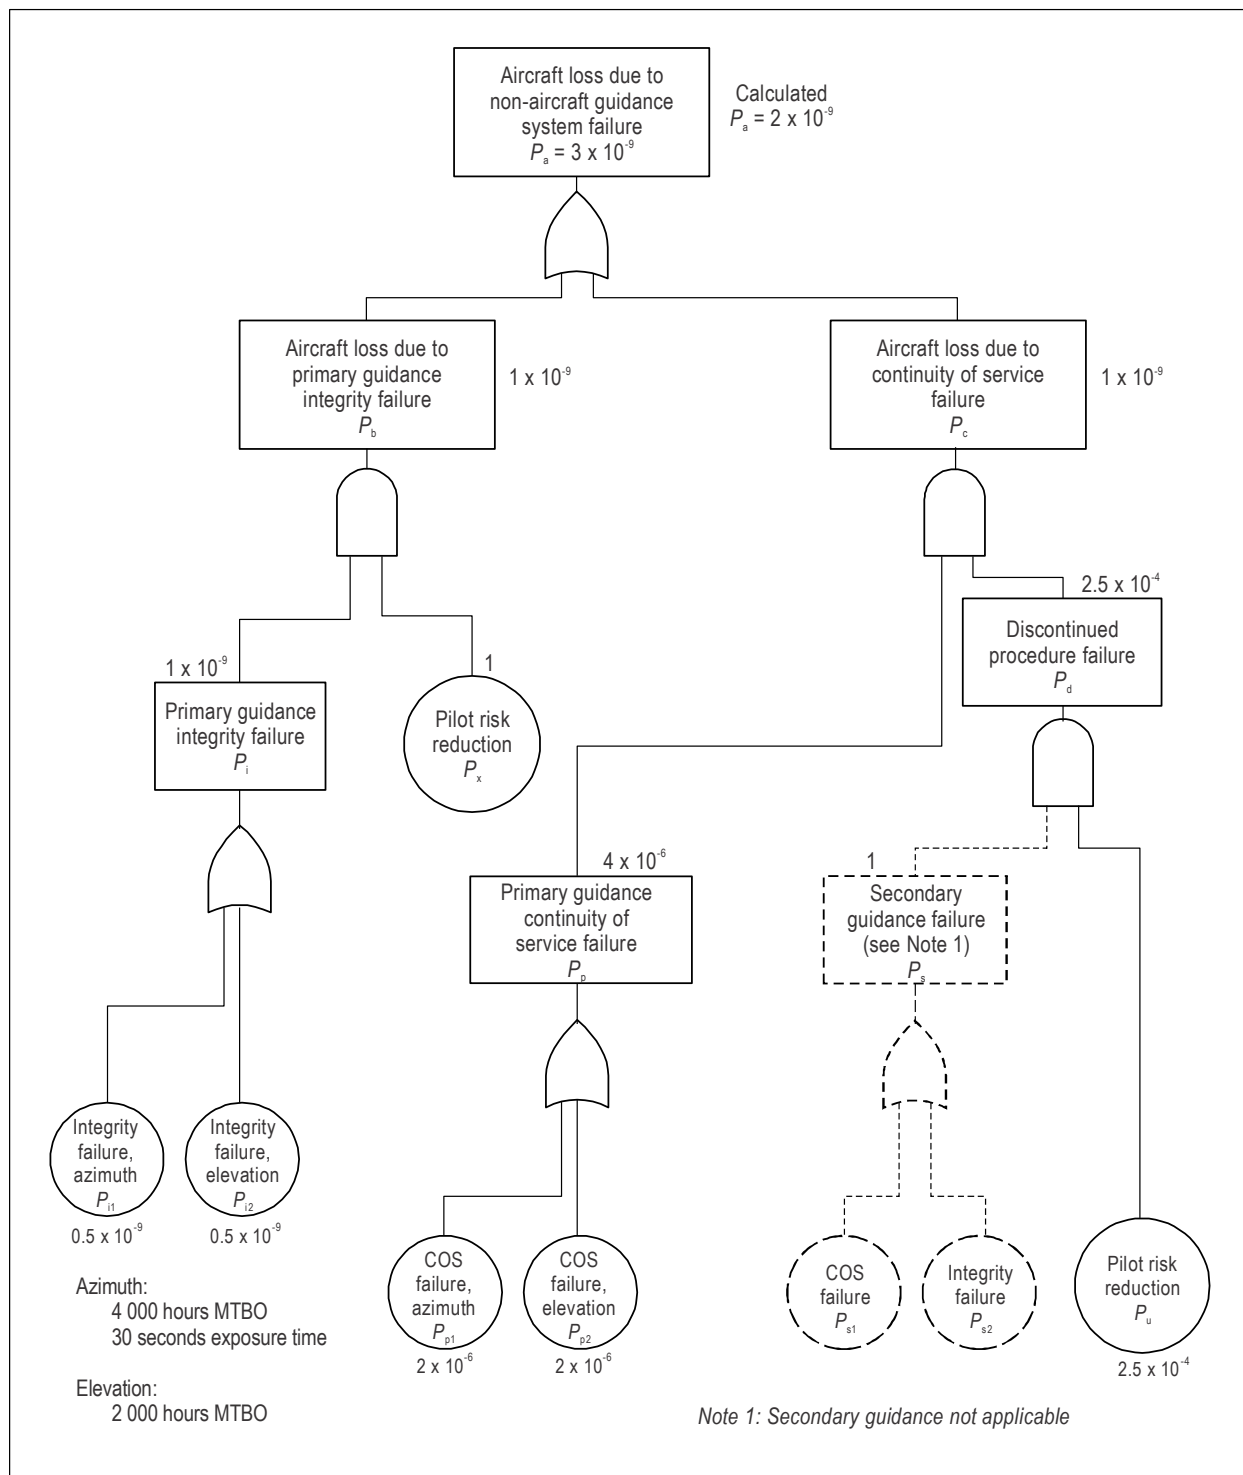 Aircraft loss due to
non-aircraft guidance
system failure
Pa = 3 x 10-9
Calculated
Pa = 2 x 10-9
Aircraft loss due to
primary guidance
integrity failure
Pb
1 x 10-9
Aircraft loss due to
continuity of service
failure
Pc
1 x 10-9
2.5 x 10-4
Discontinued
procedure failure
Pd
1 x 10-9
Primary guidance
integrity failure
Pi
1
Pilot risk
reduction
Px
4 x 10-6
Primary guidance
continuity of
service failure
Pp
1
Secondary
guidance failure
(see Note 1)
Ps
Integrity
failure,
azimuth
Pi1
0.5 x 10-9
Integrity
failure,
elevation
Pi2
0.5 x 10-9
COS
failure,
azimuth
Pp1
2 x 10-6
COS
failure,
elevation
Pp2
2 x 10-6
COS
failure
Ps1
Integrity
failure
Ps2
Pilot risk
reduction
Pu
2.5 x 10-4
Azimuth:
4 000 hours MTBO
30 seconds exposure time
Elevation:
2 000 hours MTBO
Note 1: Secondary guidance not applicable